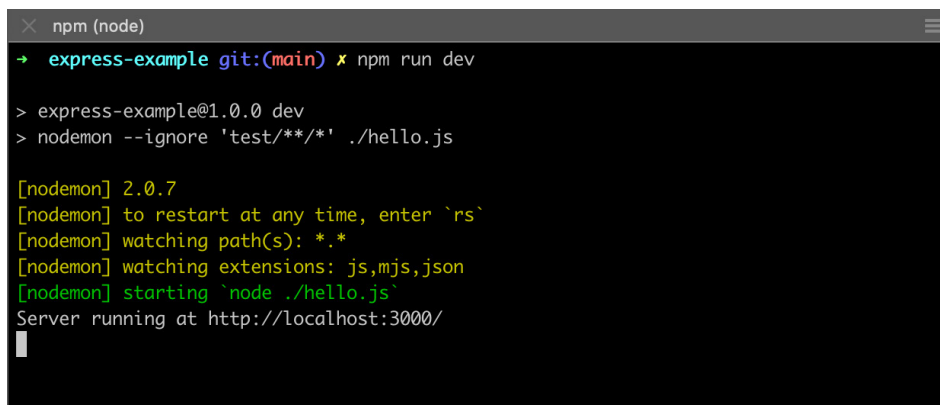 npm (node)
→ express-example git:(main) ✗ npm run dev
> express-example@1.0.0 dev
> nodemon --ignore 'test/**/*' ./hello.js
[nodemon] 2.0.7
[nodemon] to restart at any time, enter `rs`
[nodemon] watching path(s): *.*
[nodemon] watching extensions: js,mjs,json
[nodemon] starting `node ./hello.js`
Server running at http://localhost:3000/